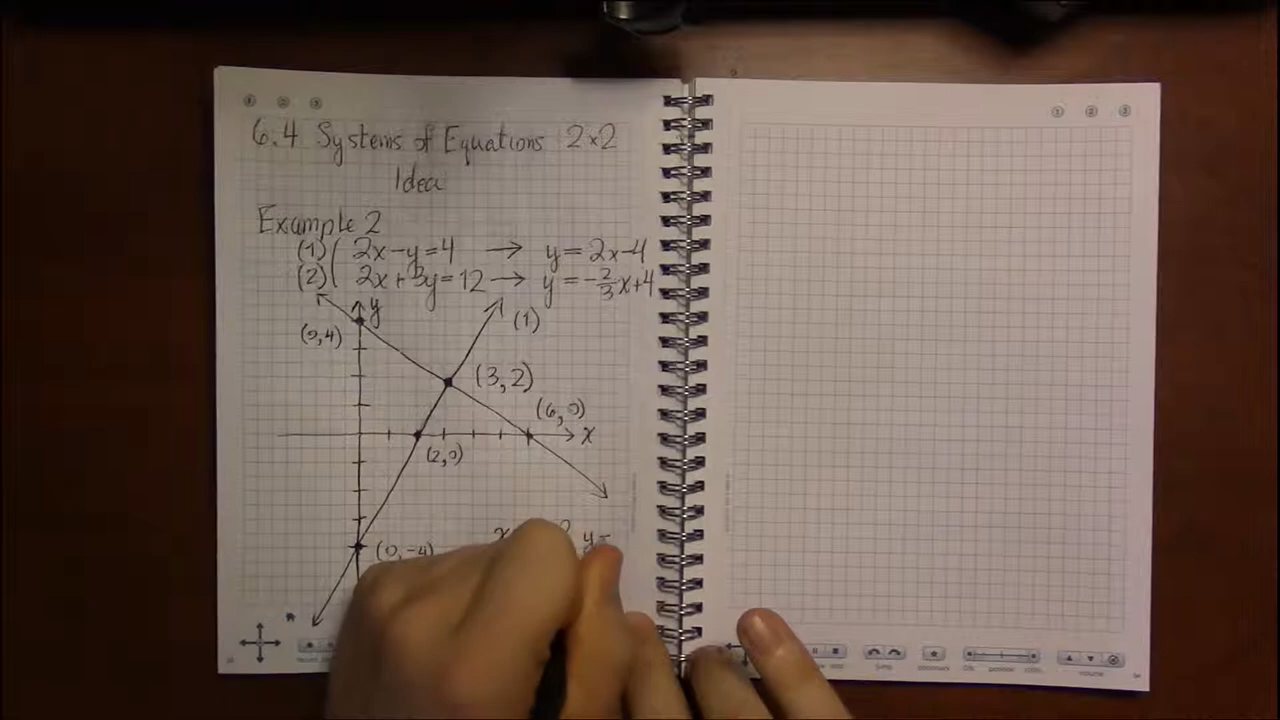 6.4 Systems of Equations 2×2
Idea
Example 2
(1) ( 2x-y=4 → y = 2x-4
(2) ( 2x+3y=12 → y = -2/3x+4
y
(0,4)
(1)
(3,2)
(6,0)
x
(2,0)
(0,-4)
y=